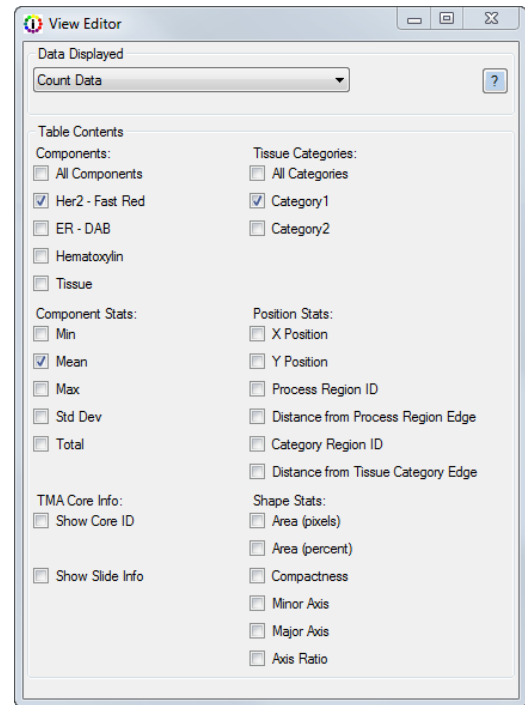 View Editor
Data Displayed
Count Data
?
Table Contents
Components:
All Components
Her2 - Fast Red
ER - DAB
Hematoxylin
Tissue
Tissue Categories:
All Categories
Category1
Category2
Component Stats:
Min
Mean
Max
Std Dev
Total
Position Stats:
X Position
Y Position
Process Region ID
Distance from Process Region Edge
Category Region ID
Distance from Tissue Category Edge
TMA Core Info:
Show Core ID
Show Slide Info
Shape Stats:
Area (pixels)
Area (percent)
Compactness
Minor Axis
Major Axis
Axis Ratio